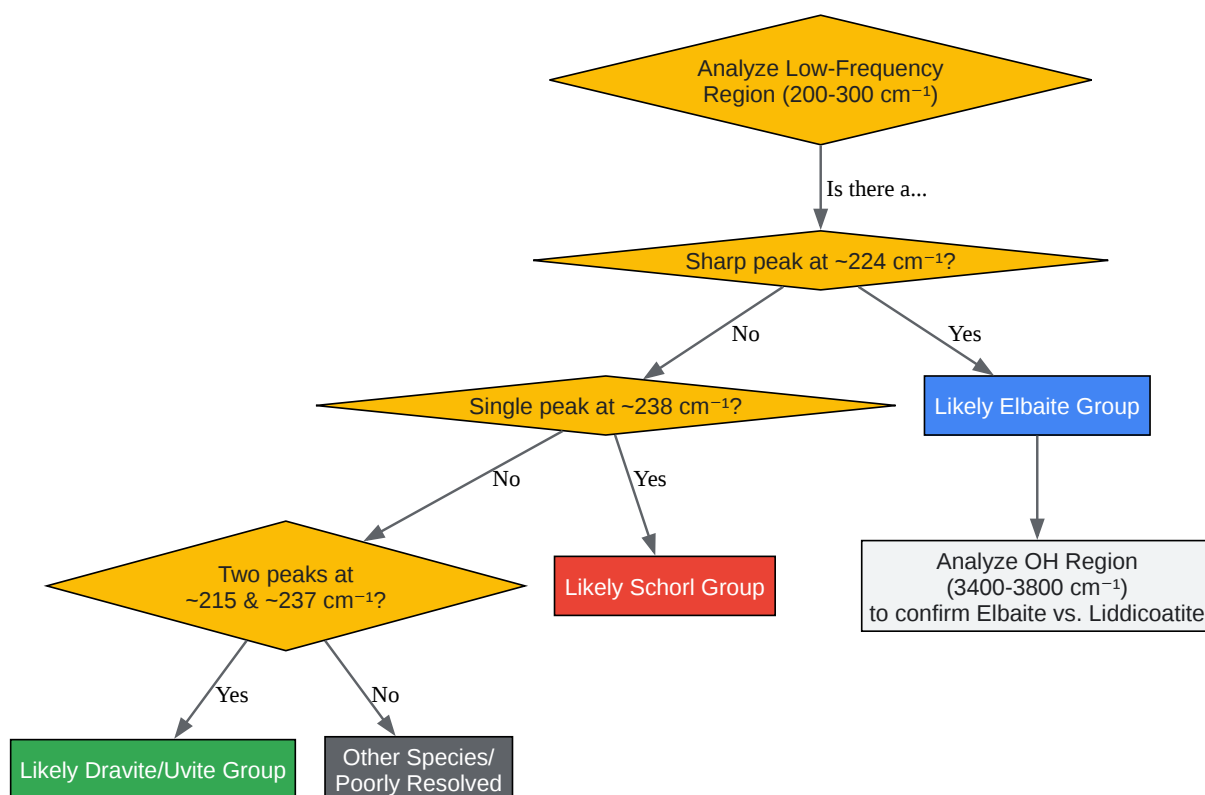 Analyze Low-Frequency
Region (200-300 cm⁻¹)
Is there a...
Sharp peak at ~224 cm⁻¹?
No
Yes
Single peak at ~238 cm⁻¹?
Likely Elbaite Group
No
Yes
Two peaks at
~215 & ~237 cm⁻¹?
Likely Schorl Group
Analyze OH Region
(3400-3800 cm⁻¹)
to confirm Elbaite vs. Liddicoatite
Yes
No
Likely Dravite/Uvite Group
Other Species/
Poorly Resolved